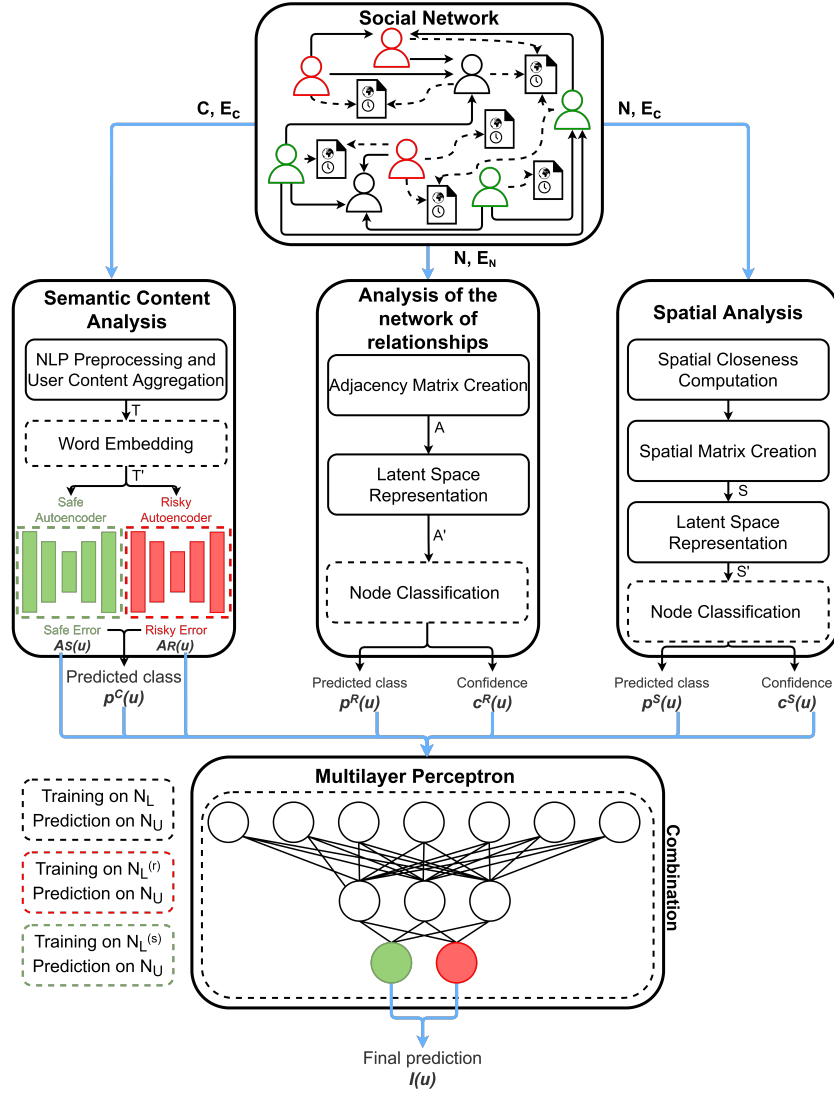 Social Network
C, E_C
N, E_C
N, E_N
Semantic Content
Analysis
NLP Preprocessing and
User Content Aggregation
T
Word Embedding
T'
Safe
Autoencoder
Risky
Autoencoder
Safe Error
A_S(u)
Risky Error
A_R(u)
Predicted class
p^C(u)
Analysis of the
network of
relationships
Adjacency Matrix Creation
A
Latent Space
Representation
A'
Node Classification
Predicted class
p^R(u)
Confidence
c^R(u)
Spatial Analysis
Spatial Closeness
Computation
Spatial Matrix Creation
S
Latent Space
Representation
S'
Node Classification
Predicted class
p^S(u)
Confidence
c^S(u)
Multilayer Perceptron
Combination
Training on N_L
Prediction on N_U
Training on N_L^(r)
Prediction on N_U
Training on N_L^(s)
Prediction on N_U
Final prediction
l(u)